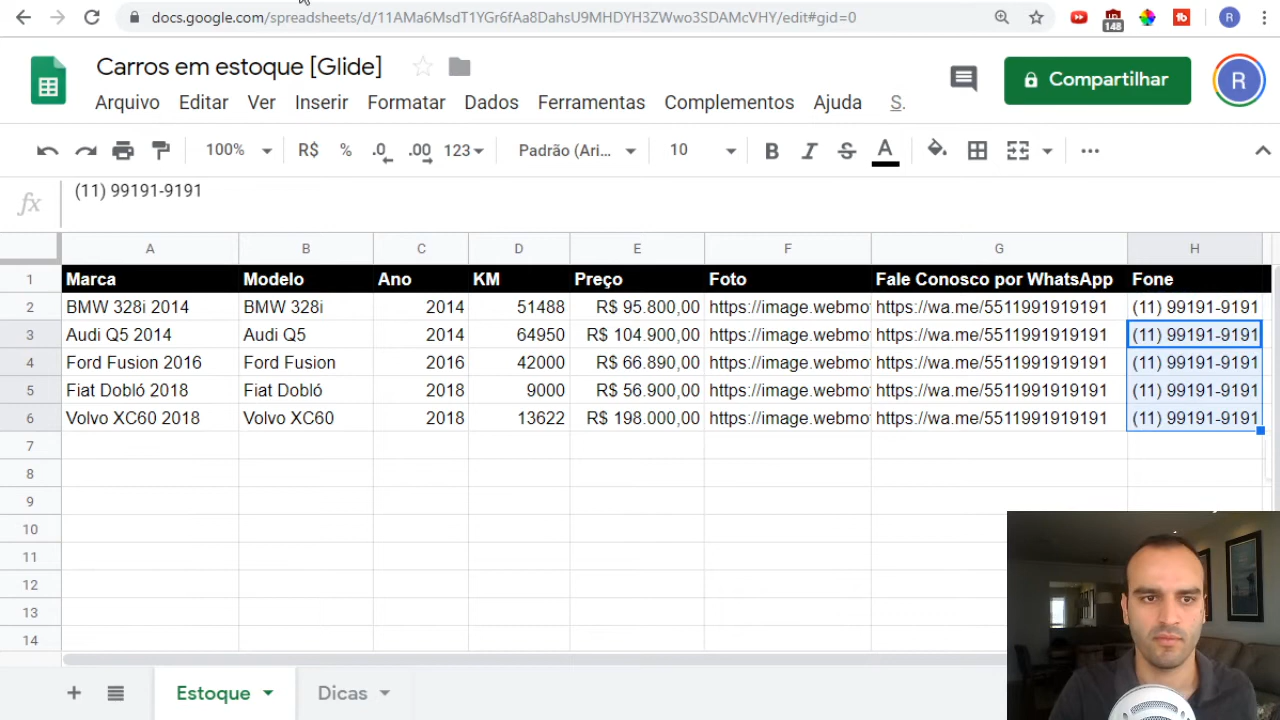 docs.google.com/spreadsheets/d/11AMa6MsdT1YGr6fAa8DahsU9MHDYH3ZWwo3SDAMcVHY/edit#gid=0
148
R
Carros em estoque [Glide]
Compartilhar
R
Arquivo Editar Ver Inserir Formatar Dados Ferramentas Complementos Ajuda S.
100% R$ % .0 .00 123 Padrão (Ari... 10 B I S A
fx (11) 99191-9191
A B C D E F G H
1 Marca Modelo Ano KM Preço Foto Fale Conosco por WhatsApp Fone
2 BMW 328i 2014 BMW 328i 2014 51488 R$ 95.800,00 https://image.webmo https://wa.me/5511991919191 (11) 99191-9191
3 Audi Q5 2014 Audi Q5 2014 64950 R$ 104.900,00 https://image.webmo https://wa.me/5511991919191 (11) 99191-9191
4 Ford Fusion 2016 Ford Fusion 2016 42000 R$ 66.890,00 https://image.webmo https://wa.me/5511991919191 (11) 99191-9191
5 Fiat Dobló 2018 Fiat Dobló 2018 9000 R$ 56.900,00 https://image.webmo https://wa.me/5511991919191 (11) 99191-9191
6 Volvo XC60 2018 Volvo XC60 2018 13622 R$ 198.000,00 https://image.webmo https://wa.me/5511991919191 (11) 99191-9191
7
8
9
10
11
12
13
14
Estoque Dicas